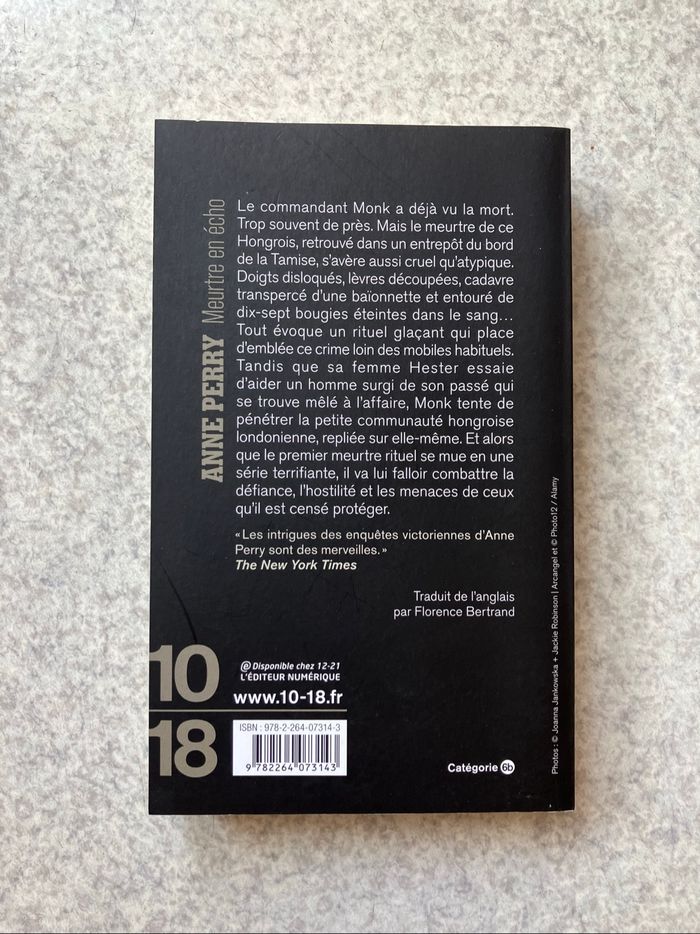 ANNE PERRY Meurtre en écho
Le commandant Monk a déjà vu la mort.
Trop souvent de près. Mais le meurtre de ce
Hongrois, retrouvé dans un entrepôt du bord
de la Tamise, s'avère aussi cruel qu'atypique.
Doigts disloqués, lèvres découpées, cadavre
transpercé d'une baïonnette et entouré de
dix-sept bougies éteintes dans le sang...
Tout évoque un rituel glaçant qui place
d'emblée ce crime loin des mobiles habituels.
Tandis que sa femme Hester essaie
d'aider un homme surgi de son passé qui
se trouve mêlé à l'affaire, Monk tente de
pénétrer la petite communauté hongroise
londonienne, repliée sur elle-même. Et alors
que le premier meurtre rituel se mue en une
série terrifiante, il va lui falloir combattre la
défiance, l'hostilité et les menaces de ceux
qu'il est censé protéger.
« Les intrigues des enquêtes victoriennes d'Anne
Perry sont des merveilles. »
The New York Times
Traduit de l'anglais
par Florence Bertrand
10
18
@ Disponible chez 12-21
L'ÉDITEUR NUMÉRIQUE
www.10-18.fr
ISBN : 978-2-264-07314-3
9 782264 073143
Catégorie 6b
Photos : © Joanna Jankowska + Jackie Robinson | Arcangel et © Photo12 / Alamy